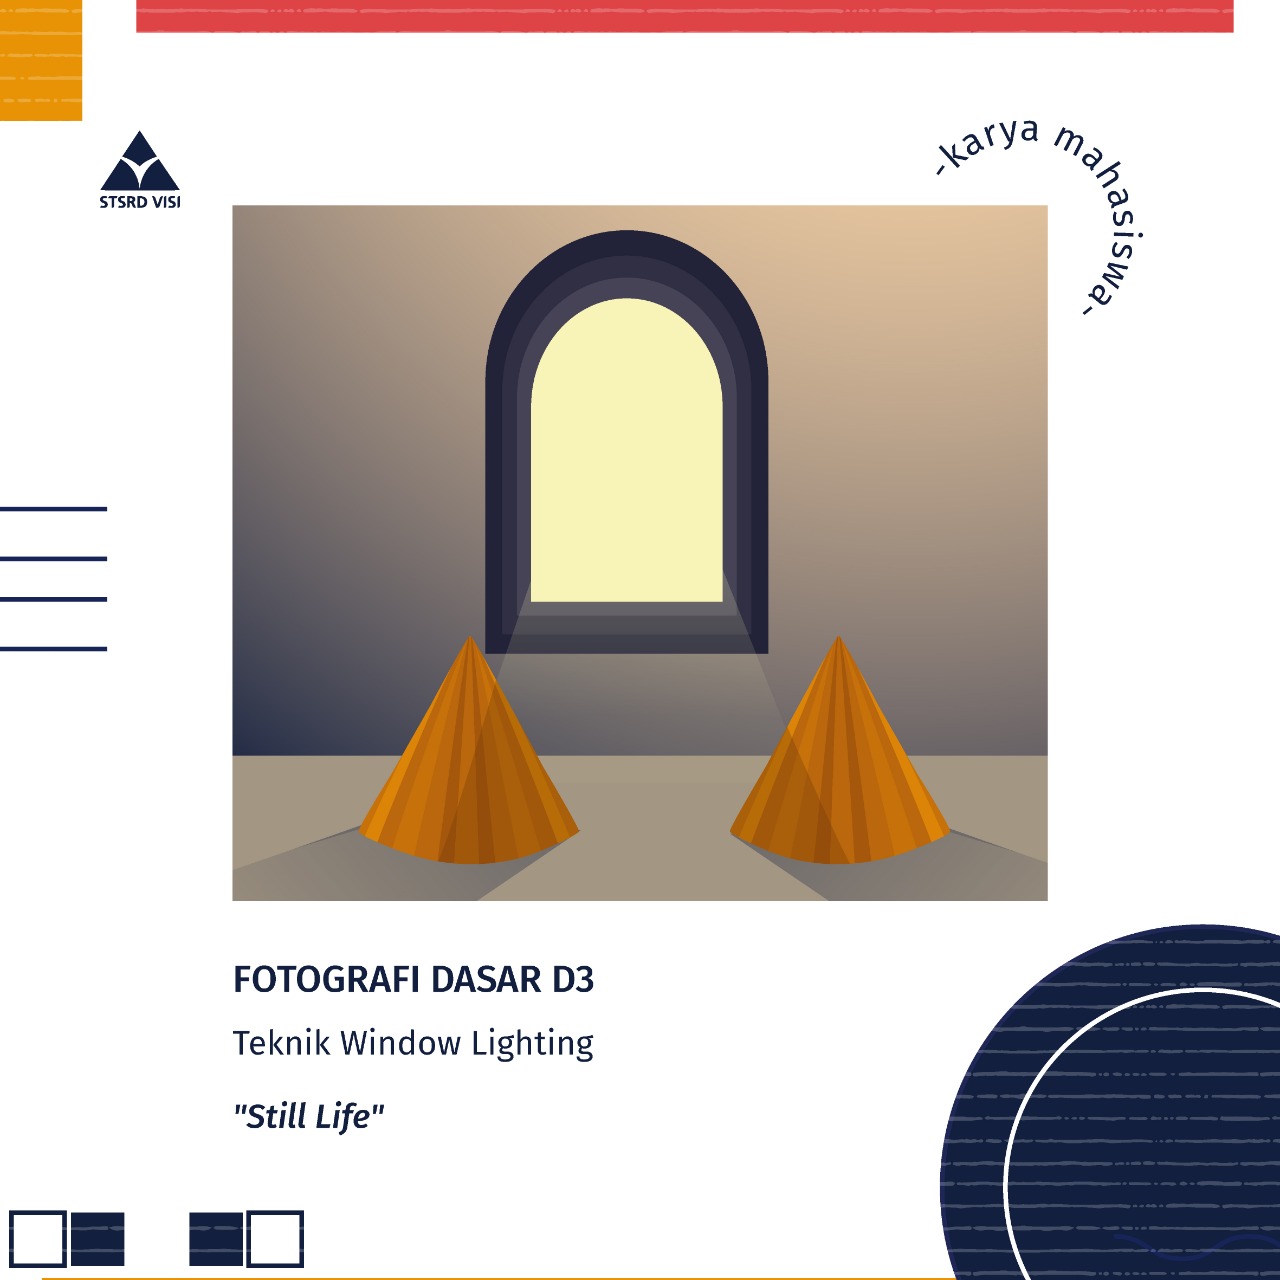 STSRD VISI
-karya mahasiswa-
FOTOGRAFI DASAR D3
Teknik Window Lighting
"Still Life"